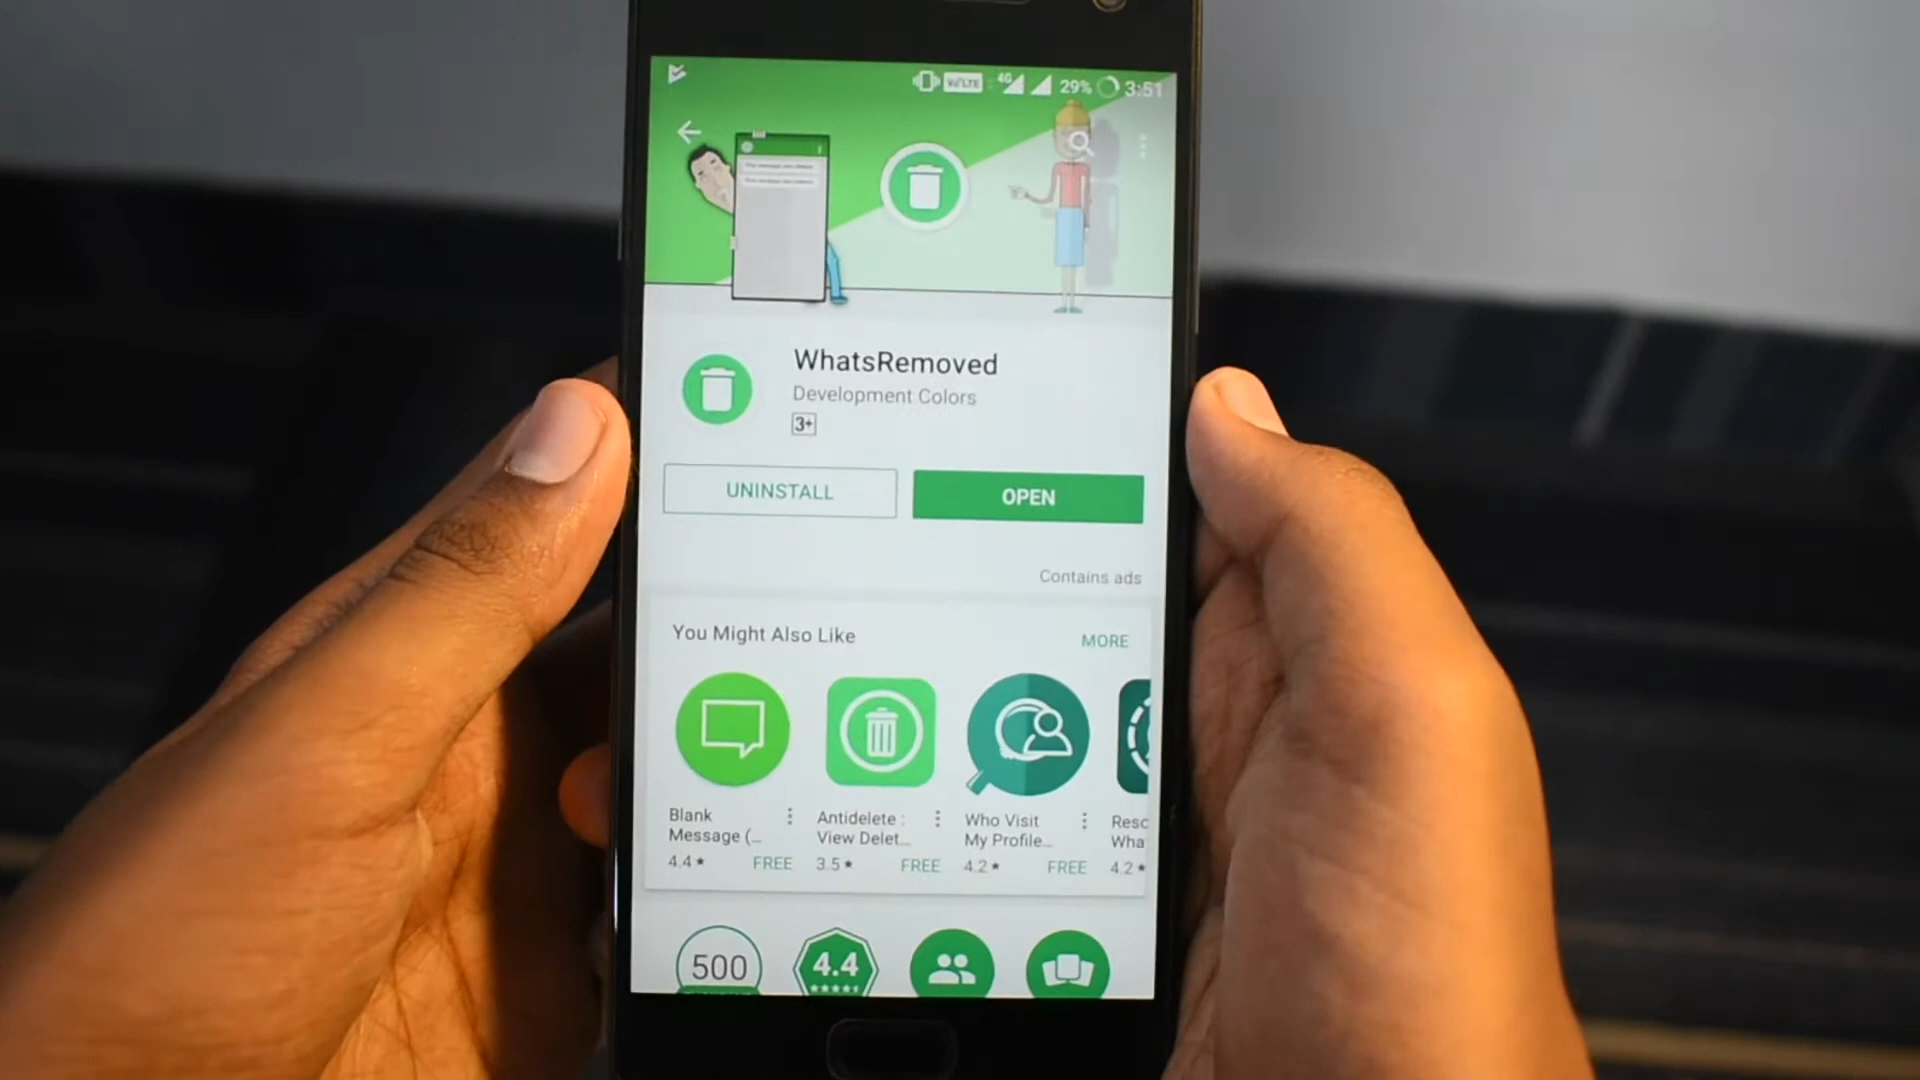 VoLTE 4G 29% 3:51
WhatsRemoved
Development Colors
3+
UNINSTALL
OPEN
Contains ads
You Might Also Like
MORE
Blank
Message (...
4.4★ FREE
Antidelete :
View Delet...
3.5★ FREE
Who Visit
My Profile...
4.2★ FREE
Resc
Wha
4.2★
500
4.4